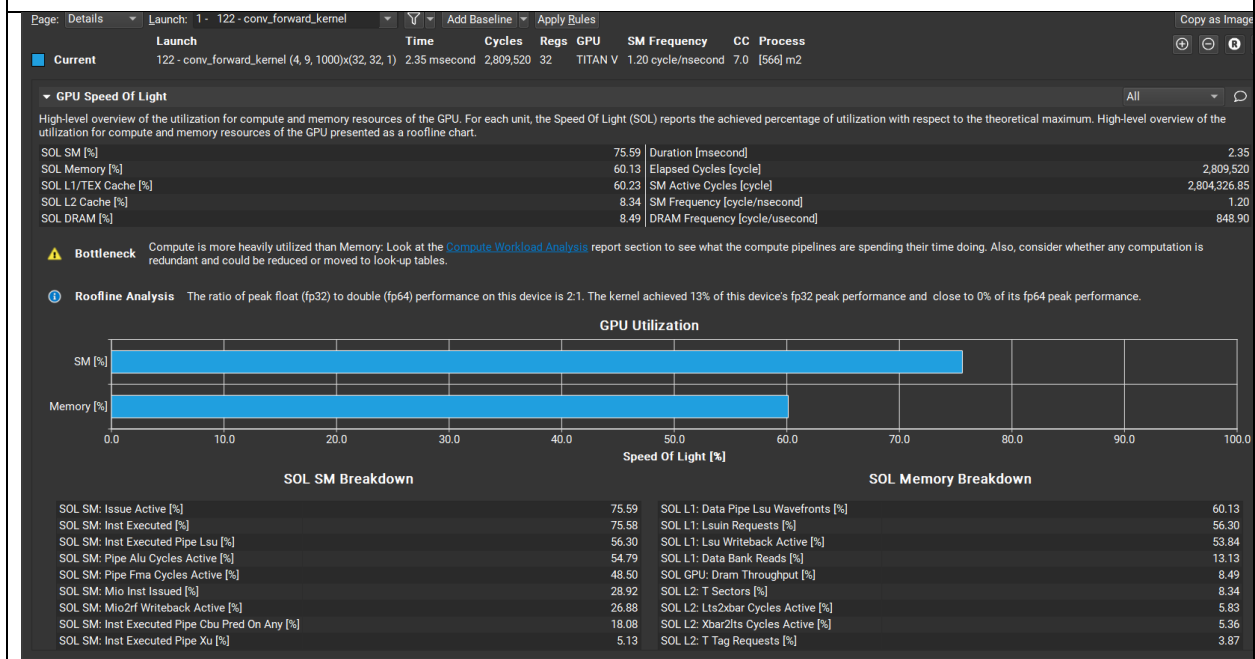 Page: Details Launch: 1 - 122 - conv_forward_kernel Add Baseline Apply Rules Copy as Image
Launch Time Cycles Regs GPU SM Frequency CC Process
Current 122 - conv_forward_kernel (4, 9, 1000)x(32, 32, 1) 2.35 msecond 2,809,520 32 TITAN V 1.20 cycle/nsecond 7.0 [566] m2
GPU Speed Of Light All
High-level overview of the utilization for compute and memory resources of the GPU. For each unit, the Speed Of Light (SOL) reports the achieved percentage of utilization with respect to the theoretical maximum. High-level overview of the
utilization for compute and memory resources of the GPU presented as a roofline chart.
SOL SM [%] 75.59 Duration [msecond] 2.35
SOL Memory [%] 60.13 Elapsed Cycles [cycle] 2,809,520
SOL L1/TEX Cache [%] 60.23 SM Active Cycles [cycle] 2,804,326.85
SOL L2 Cache [%] 8.34 SM Frequency [cycle/nsecond] 1.20
SOL DRAM [%] 8.49 DRAM Frequency [cycle/usecond] 848.90
Bottleneck Compute is more heavily utilized than Memory: Look at the Compute Workload Analysis report section to see what the compute pipelines are spending their time doing. Also, consider whether any computation is
redundant and could be reduced or moved to look-up tables.
Roofline Analysis The ratio of peak float (fp32) to double (fp64) performance on this device is 2:1. The kernel achieved 13% of this device's fp32 peak performance and close to 0% of its fp64 peak performance.
GPU Utilization
SM [%]
Memory [%]
0.0 10.0 20.0 30.0 40.0 50.0 60.0 70.0 80.0 90.0 100.0
Speed Of Light [%]
SOL SM Breakdown
SOL SM: Issue Active [%] 75.59
SOL SM: Inst Executed [%] 75.58
SOL SM: Inst Executed Pipe Lsu [%] 56.30
SOL SM: Pipe Alu Cycles Active [%] 54.79
SOL SM: Pipe Fma Cycles Active [%] 48.50
SOL SM: Mio Inst Issued [%] 28.92
SOL SM: Mio2rf Writeback Active [%] 26.88
SOL SM: Inst Executed Pipe Cbu Pred On Any [%] 18.08
SOL SM: Inst Executed Pipe Xu [%] 5.13
SOL Memory Breakdown
SOL L1: Data Pipe Lsu Wavefronts [%] 60.13
SOL L1: Lsuin Requests [%] 56.30
SOL L1: Lsu Writeback Active [%] 53.84
SOL L1: Data Bank Reads [%] 13.13
SOL GPU: Dram Throughput [%] 8.49
SOL L2: T Sectors [%] 8.34
SOL L2: Lts2xbar Cycles Active [%] 5.83
SOL L2: Xbar2lts Cycles Active [%] 5.36
SOL L2: T Tag Requests [%] 3.87